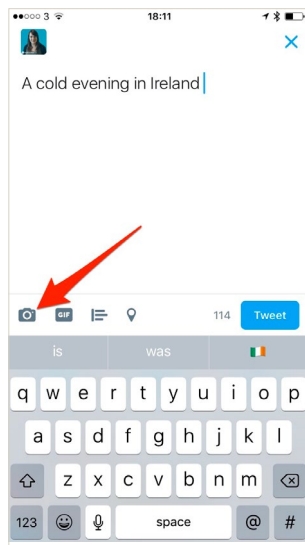 3 18:11
A cold evening in Ireland
GIF 114 Tweet
is was
q w e r t y u i o p
a s d f g h j k l
z x c v b n m
123 space @ #